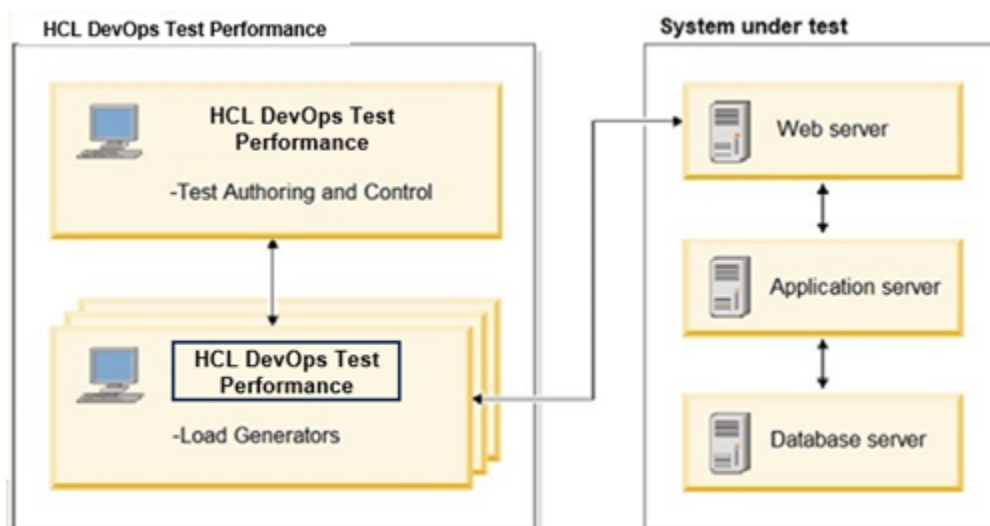 HCL DevOps Test Performance
HCL DevOps Test
Performance
-Test Authoring and Control
HCL DevOps Test
Performance
-Load Generators
System under test
Web server
Application server
Database server